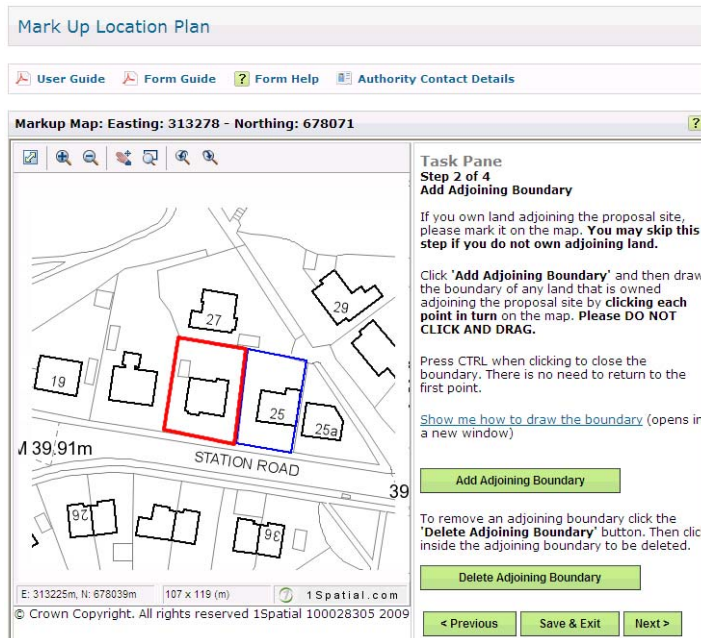 Mark Up Location Plan
User Guide Form Guide ? Form Help Authority Contact Details
Markup Map: Easting: 313278 - Northing: 678071 ?
Task Pane
Step 2 of 4
Add Adjoining Boundary
If you own land adjoining the proposal site,
please mark it on the map. You may skip this
step if you do not own adjoining land.
Click 'Add Adjoining Boundary' and then draw
the boundary of any land that is owned
adjoining the proposal site by clicking each
point in turn on the map. Please DO NOT
CLICK AND DRAG.
Press CTRL when clicking to close the
boundary. There is no need to return to the
first point.
Show me how to draw the boundary (opens in
a new window)
Add Adjoining Boundary
To remove an adjoining boundary click the
'Delete Adjoining Boundary' button. Then clic
inside the adjoining boundary to be deleted.
Delete Adjoining Boundary
< Previous Save & Exit Next >
29
27
19
25
25a
M 39.91m
STATION ROAD
39
26
36
E: 313225m, N: 678039m 107 x 119 (m) 1Spatial.com
© Crown Copyright. All rights reserved 1Spatial 100028305 2009